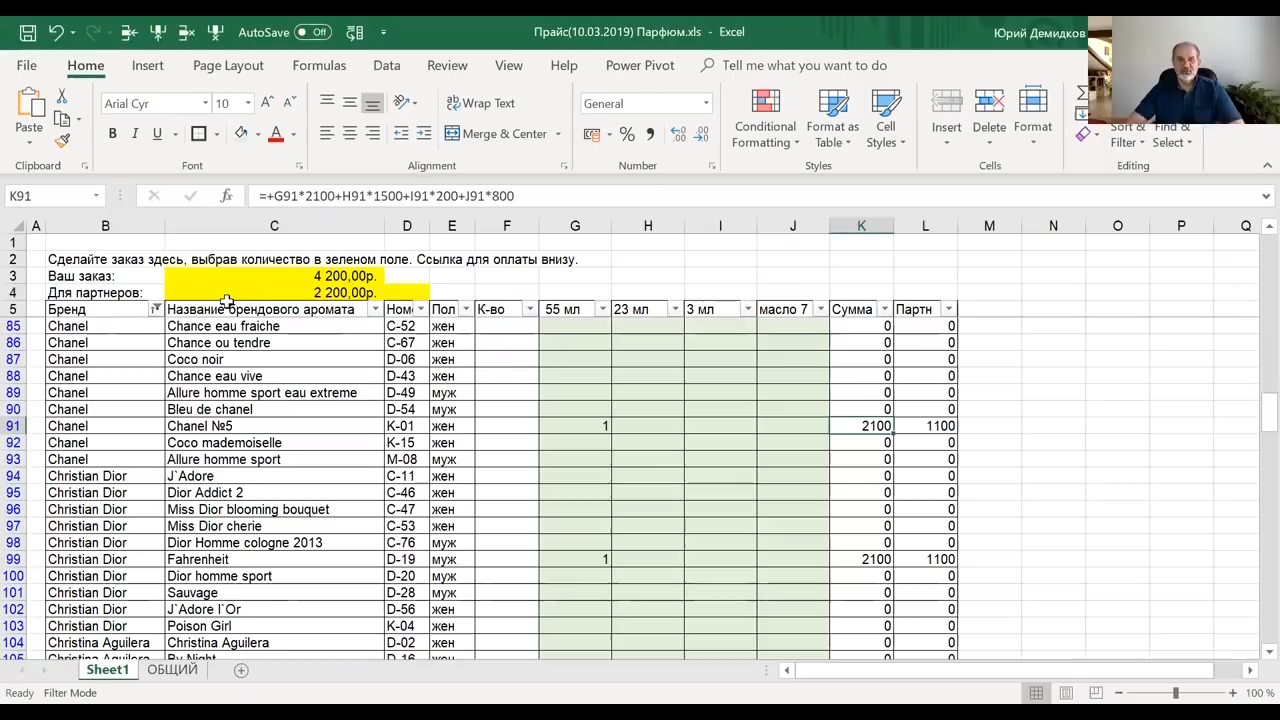 AutoSave Off Прайс(10.03.2019) Парфюм.xls - Excel Юрий Демидков
File Home Insert Page Layout Formulas Data Review View Help Power Pivot Tell me what you want to do
Paste Arial Cyr 10 Wrap Text General Conditional Formatting Format as Table Cell Styles Insert Delete Format Sort & Filter Find & Select
B I U A Merge & Center %
Clipboard Font Alignment Number Styles Cells Editing
K91 fx =+G91*2100+H91*1500+I91*200+J91*800
A B C D E F G H I J K L M N O P Q
1
2 Сделайте заказ здесь, выбрав количество в зеленом поле. Ссылка для оплаты внизу.
3 Ваш заказ: 4 200,00р.
4 Для партнеров: 2 200,00р.
5 Бренд Название брендового аромата Ном Пол К-во 55 мл 23 мл 3 мл масло 7 Сумма Партн
85 Chanel Chance eau fraiche C-52 жен 0 0
86 Chanel Chance ou tendre C-67 жен 0 0
87 Chanel Coco noir D-06 жен 0 0
88 Chanel Chance eau vive D-43 жен 0 0
89 Chanel Allure homme sport eau extreme D-49 муж 0 0
90 Chanel Bleu de chanel D-54 муж 0 0
91 Chanel Chanel №5 K-01 жен 1 2100 1100
92 Chanel Coco mademoiselle K-15 жен 0 0
93 Chanel Allure homme sport M-08 муж 0 0
94 Christian Dior J`Adore C-11 жен 0 0
95 Christian Dior Dior Addict 2 C-46 жен 0 0
96 Christian Dior Miss Dior blooming bouquet C-47 жен 0 0
97 Christian Dior Miss Dior cherie C-53 жен 0 0
98 Christian Dior Dior Homme cologne 2013 C-76 муж 0 0
99 Christian Dior Fahrenheit D-19 муж 1 2100 1100
100 Christian Dior Dior homme sport D-20 муж 0 0
101 Christian Dior Sauvage D-28 муж 0 0
102 Christian Dior J`Adore l`Or D-56 жен 0 0
103 Christian Dior Poison Girl K-04 жен 0 0
104 Christina Aguilera Christina Aguilera D-02 жен 0 0
105 Christina Aguilera By Night D-16 жен 0 0
Sheet1 ОБЩИЙ
Ready Filter Mode 100 %